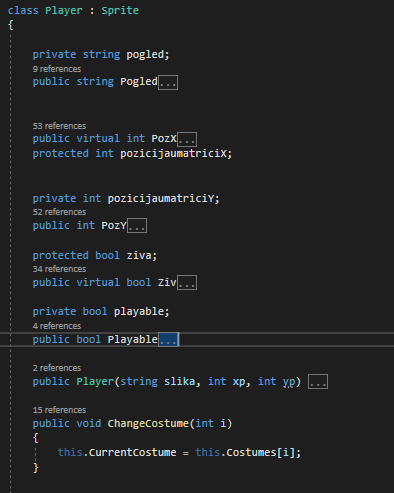 class Player : Sprite
{
private string pogled;
9 references
public string Pogled...
53 references
public virtual int PozX...
protected int pozicijaumatriciX;
private int pozicijaumatriciY;
52 references
public int PozY...
protected bool ziva;
34 references
public virtual bool Ziv...
private bool playable;
4 references
public bool Playable...
2 references
public Player(string slika, int xp, int yp) ...
15 references
public void ChangeCostume(int i)
{
this.CurrentCostume = this.Costumes[i];
}